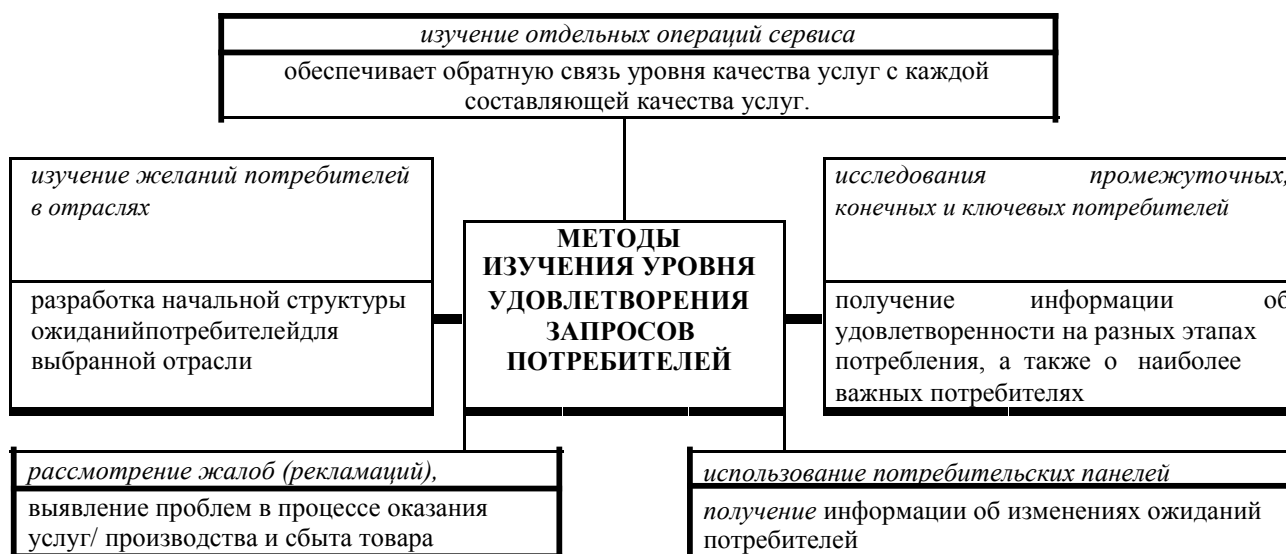 изучение отдельных операций сервиса
обеспечивает обратную связь уровня качества услуг с каждой
составляющей качества услуг.
изучение желаний потребителей
в отраслях
разработка начальной структуры
ожиданийпотребителейдля
выбранной отрасли
МЕТОДЫ
ИЗУЧЕНИЯ УРОВНЯ
УДОВЛЕТВОРЕНИЯ
ЗАПРОСОВ
ПОТРЕБИТЕЛЕЙ
исследования промежуточных,
конечных и ключевых потребителей
получение информации об
удовлетворенности на разных этапах
потребления, а также о наиболее
важных потребителях
рассмотрение жалоб (рекламаций),
выявление проблем в процессе оказания
услуг/ производства и сбыта товара
использование потребительских панелей
получение информации об изменениях ожиданий
потребителей